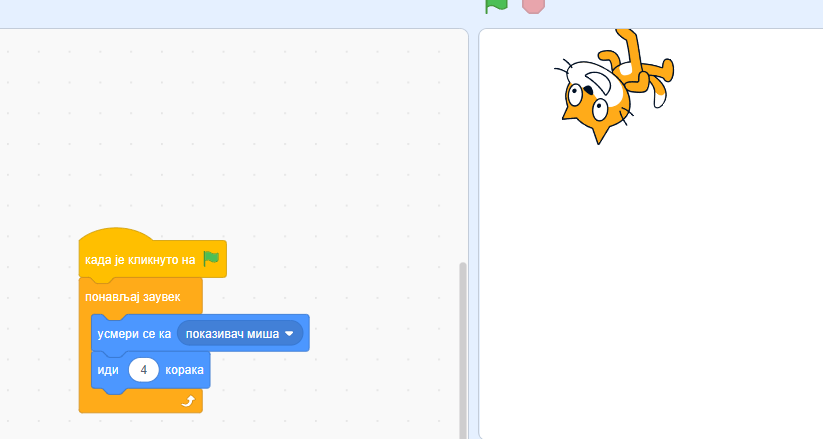 када је кликнуто на
понављај заувек
усмери се ка показивач миша
иди 4 корака